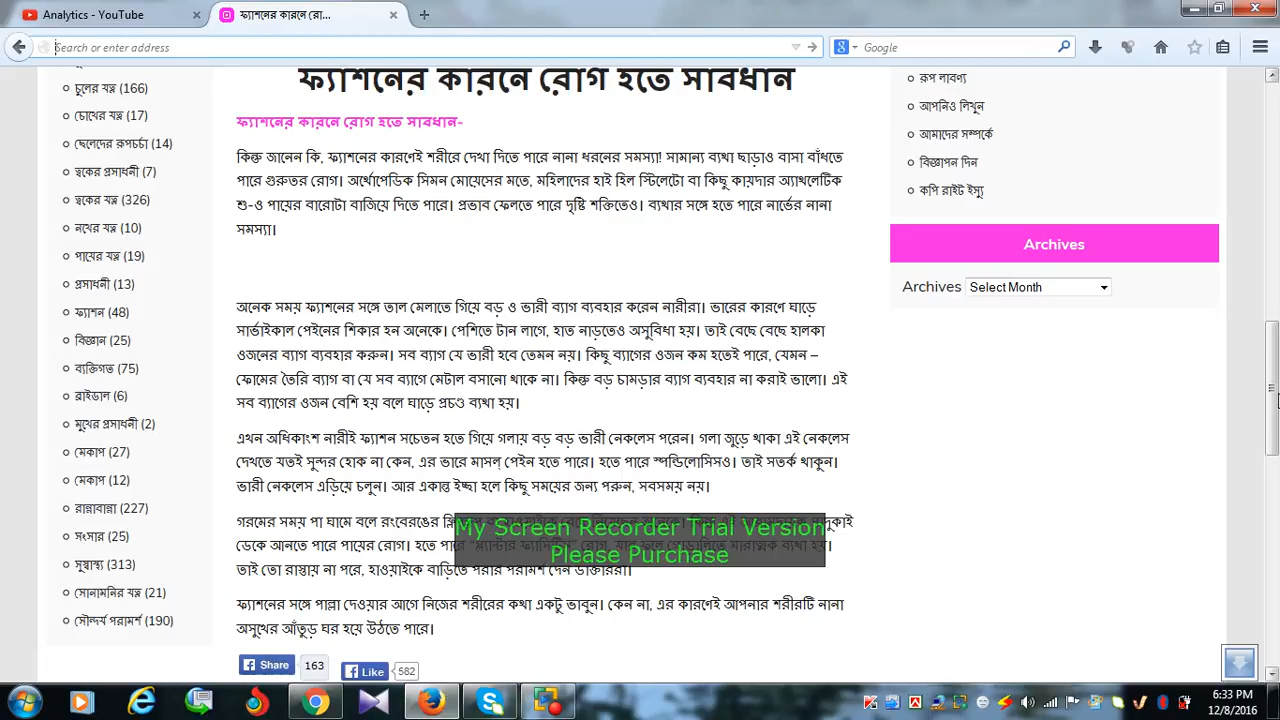 Analytics - YouTube
ফ্যাশনের কারনে রো...
Search or enter address
Google
ফ্যাশনের কারনে রোগ হতে সাবধান
চুলের যত্ন (166)
চোখের যত্ন (17)
ছেলেদের রূপচর্চা (14)
ত্বকের প্রসাধনী (7)
ত্বকের যত্ন (326)
নখের যত্ন (10)
পায়ের যত্ন (19)
প্রসাধনী (13)
ফ্যাশন (48)
বিজ্ঞান (25)
ব্যক্তিগত (75)
ব্রাইডাল (6)
মুখের প্রসাধনী (2)
মেকাপ (27)
মেকাপ (12)
রান্নাবান্না (227)
সংসার (25)
সুস্বাস্থ্য (313)
সোনামনির যত্ন (21)
সৌন্দর্য পরামর্শ (190)
ফ্যাশনের কারনে রোগ হতে সাবধান-
কিন্তু জানেন কি, ফ্যাশনের কারণেই শরীরে দেখা দিতে পারে নানা ধরনের সমস্যা! সামান্য ব্যথা ছাড়াও বাসা বাঁধতে
পারে গুরুতর রোগ। অর্থোপেডিক সিমন মোয়েসের মতে, মহিলাদের হাই হিল স্টিলেটো বা কিছু কায়দার অ্যাথলেটিক
শু-ও পায়ের বারোটা বাজিয়ে দিতে পারে। প্রভাব ফেলতে পারে দৃষ্টি শক্তিতেও। ব্যথার সঙ্গে হতে পারে নার্ভের নানা
সমস্যা।
অনেক সময় ফ্যাশনের সঙ্গে তাল মেলাতে গিয়ে বড় ও ভারী ব্যাগ ব্যবহার করেন নারীরা। ভারের কারণে ঘাড়ে
সার্ভাইকাল পেইনের শিকার হন অনেকে। পেশিতে টান লাগে, হাত নাড়তেও অসুবিধা হয়। তাই বেছে বেছে হালকা
ওজনের ব্যাগ ব্যবহার করুন। সব ব্যাগ যে ভারী হবে তেমন নয়। কিছু ব্যাগের ওজন কম হতেই পারে, যেমন –
ফোমের তৈরি ব্যাগ বা যে সব ব্যাগে মেটাল বসানো থাকে না। কিন্তু বড় চামড়ার ব্যাগ ব্যবহার না করাই ভালো। এই
সব ব্যাগের ওজন বেশি হয় বলে ঘাড়ে প্রচণ্ড ব্যথা হয়।
এখন অধিকাংশ নারীই ফ্যাশন সচেতন হতে গিয়ে গলায় বড় বড় ভারী নেকলেস পরেন। গলা জুড়ে থাকা এই নেকলেস
দেখতে যতই সুন্দর হোক না কেন, এর ভারে মাসল্ পেইন হতে পারে। হতে পারে স্পন্ডিলোসিসও। তাই সতর্ক থাকুন।
ভারী নেকলেস এড়িয়ে চলুন। আর একান্ত ইচ্ছা হলে কিছু সময়ের জন্য পরুন, সবসময় নয়।
গরমের সময় পা ঘামে বলে রংবেরঙের
ডেকে আনতে পারে পায়ের রোগ। হতে পারে
তাই তো রাস্তায় না পরে, হাওয়াইকে বাড়িতে পরার পরামর্শ দেন ডাক্তাররা।
My Screen Recorder Trial Version
Please Purchase
ফ্যাশনের সঙ্গে পাল্লা দেওয়ার আগে নিজের শরীরের কথা একটু ভাবুন। কেন না, এর কারণেই আপনার শরীরটি নানা
অসুখের আঁতুড় ঘর হয়ে উঠতে পারে।
Share 163
Like 582
রূপ লাবণ্য
আপনিও লিখুন
আমাদের সম্পর্কে
বিজ্ঞাপন দিন
কপি রাইট ইস্যু
Archives
Archives Select Month
6:33 PM
12/8/2016